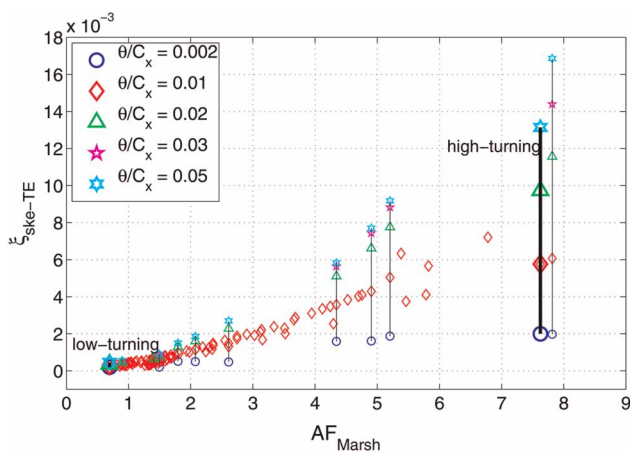 x 10⁻³
18
16
14
12
10
8
6
4
2
0
ξske−TE
θ/Cx = 0.002
θ/Cx = 0.01
θ/Cx = 0.02
θ/Cx = 0.03
θ/Cx = 0.05
high−turning
low−turning
0 1 2 3 4 5 6 7 8 9
AFMarsh